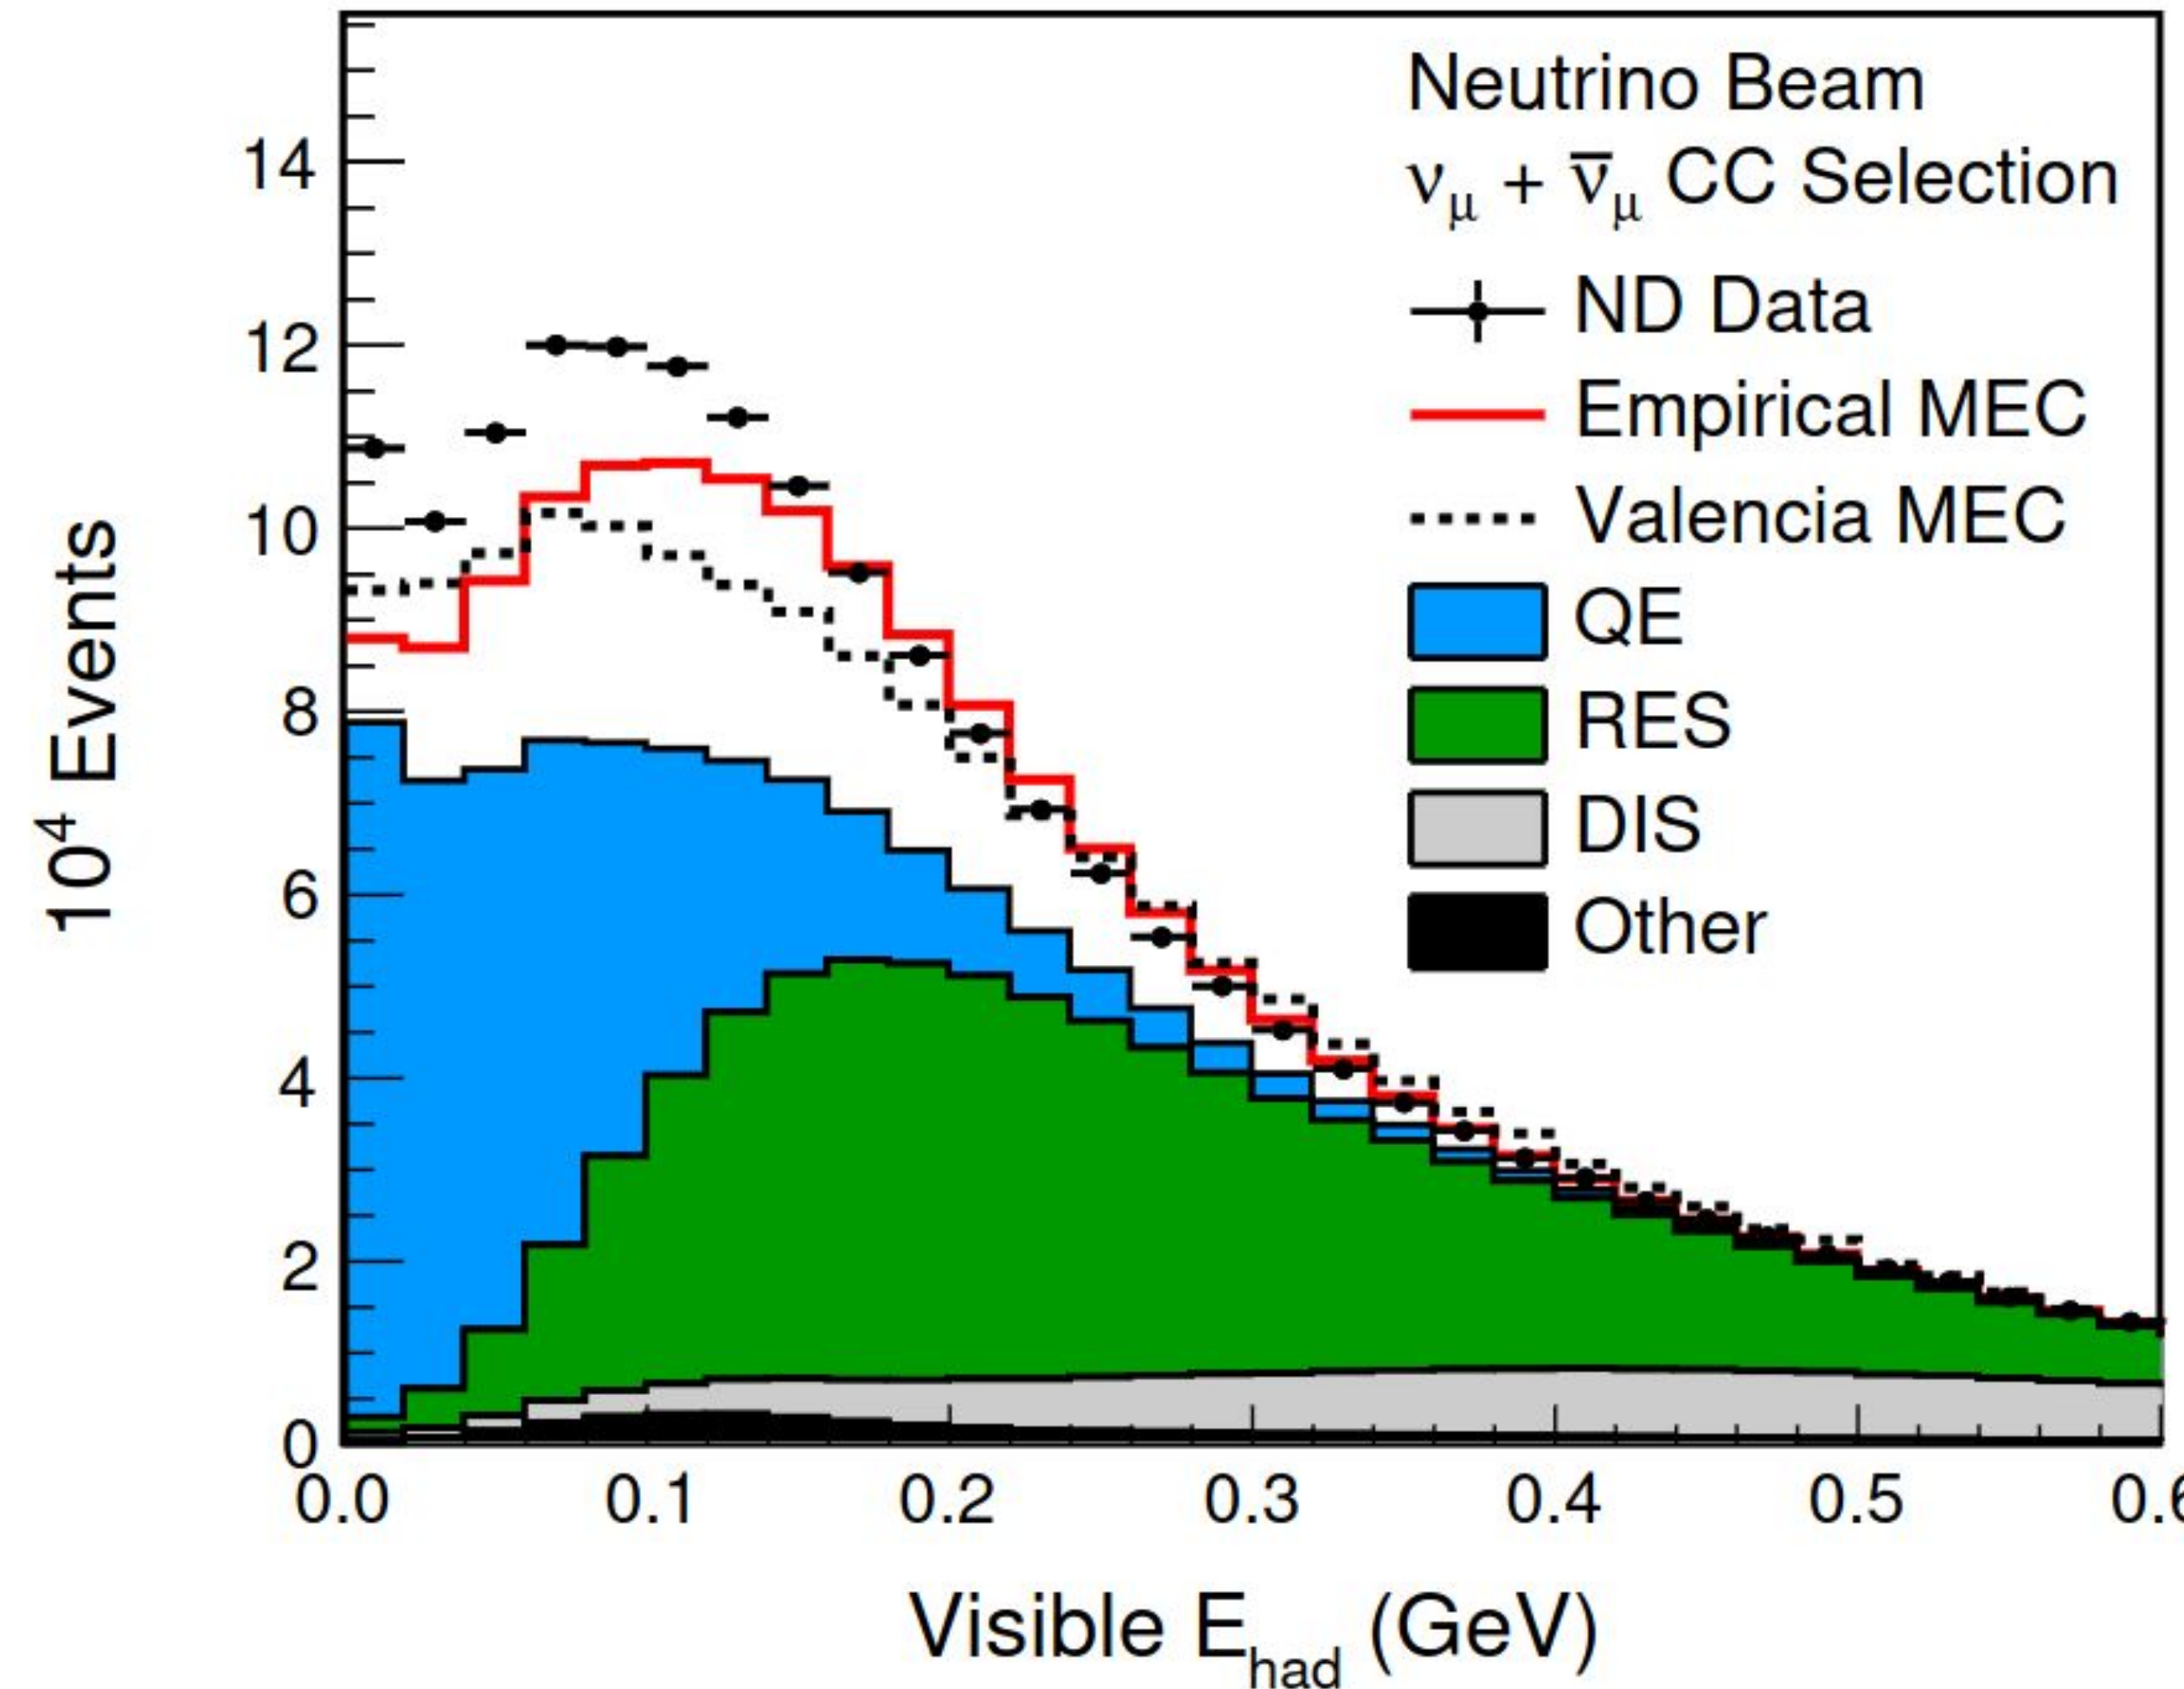 Neutrino Beam
νμ + ν̅μ CC Selection
ND Data
Empirical MEC
Valencia MEC
QE
RES
DIS
Other
10⁴ Events
14
12
10
8
6
4
2
0
0.0 0.1 0.2 0.3 0.4 0.5 0.6
Visible Ehad (GeV)